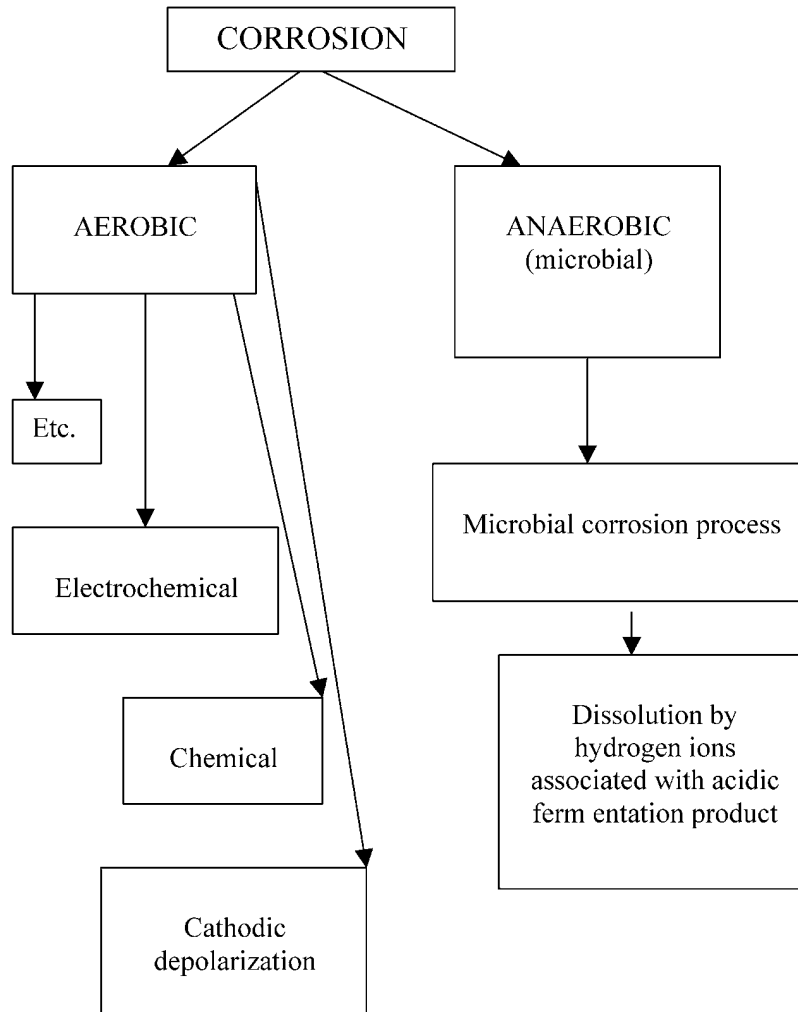 CORROSION
AEROBIC
ANAEROBIC
(microbial)
Etc.
Microbial corrosion process
Electrochemical
Dissolution by
hydrogen ions
associated with acidic
ferm entation product
Chemical
Cathodic
depolarization